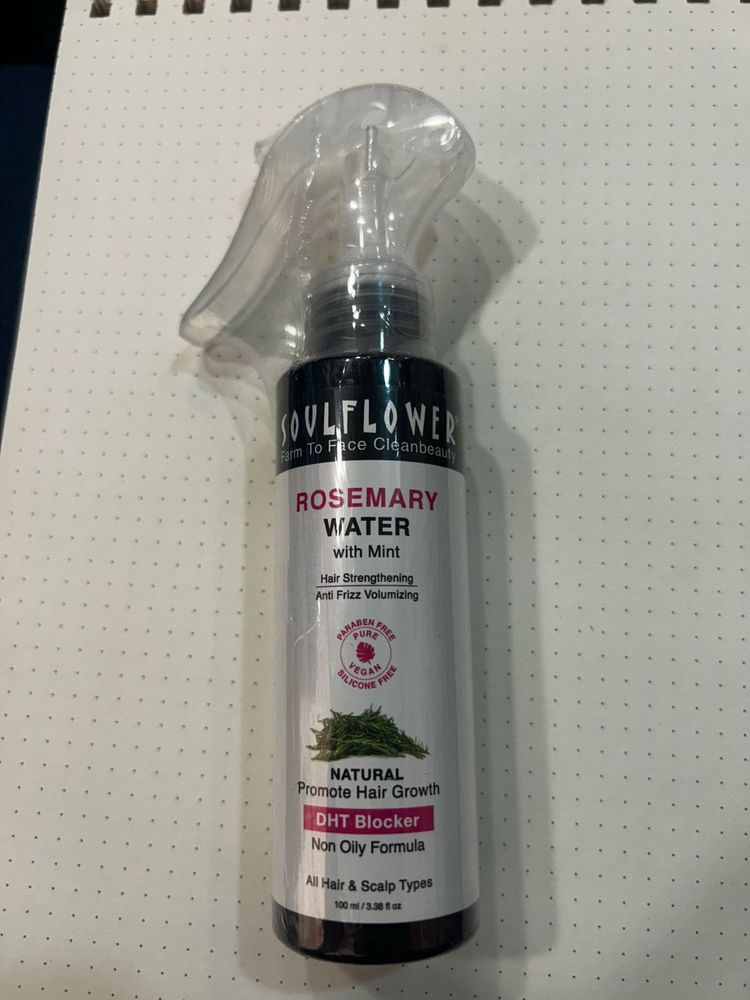 SOULFLOWER
Farm To Face Cleanbeauty
ROSEMARY
WATER
with Mint
Hair Strengthening
Anti Frizz Volumizing
PARABEN FREE
PURE
VEGAN
SILICONE FREE
NATURAL
Promote Hair Growth
DHT Blocker
Non Oily Formula
All Hair & Scalp Types
100 ml / 3.38 fl oz